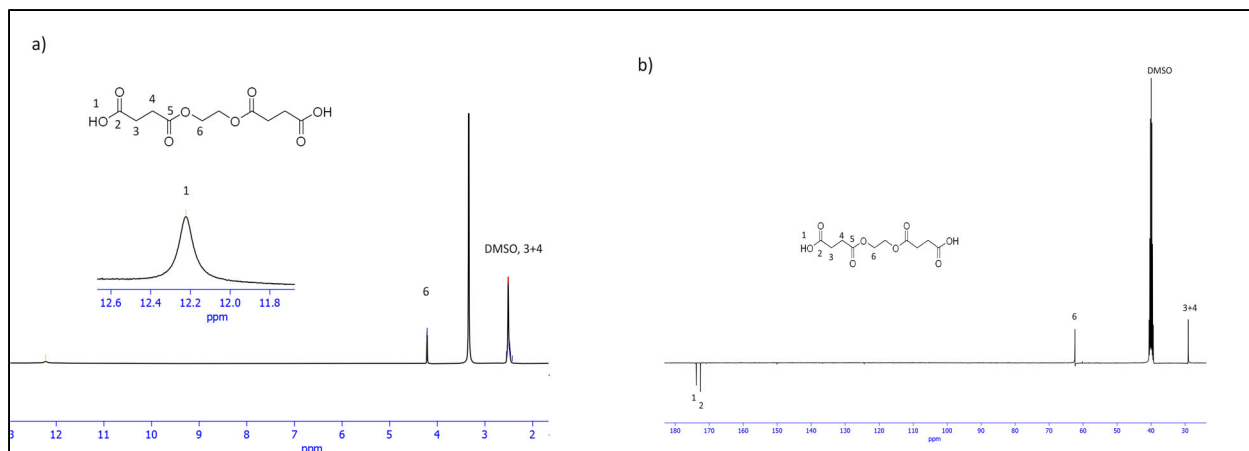 a)
O
O
1
4
OH
5
O
HO
2
O
3
6
O
O
1
DMSO, 3+4
6
12.6 12.4 12.2 12.0 11.8
ppm
3 12 11 10 9 8 7 6 5 4 3 2
ppm
b)
DMSO
O
O
1
4
OH
5
O
HO
2
O
3
6
O
O
6
3+4
1
2
180 170 160 150 140 130 120 110 100 90 80 70 60 50 40 30
ppm